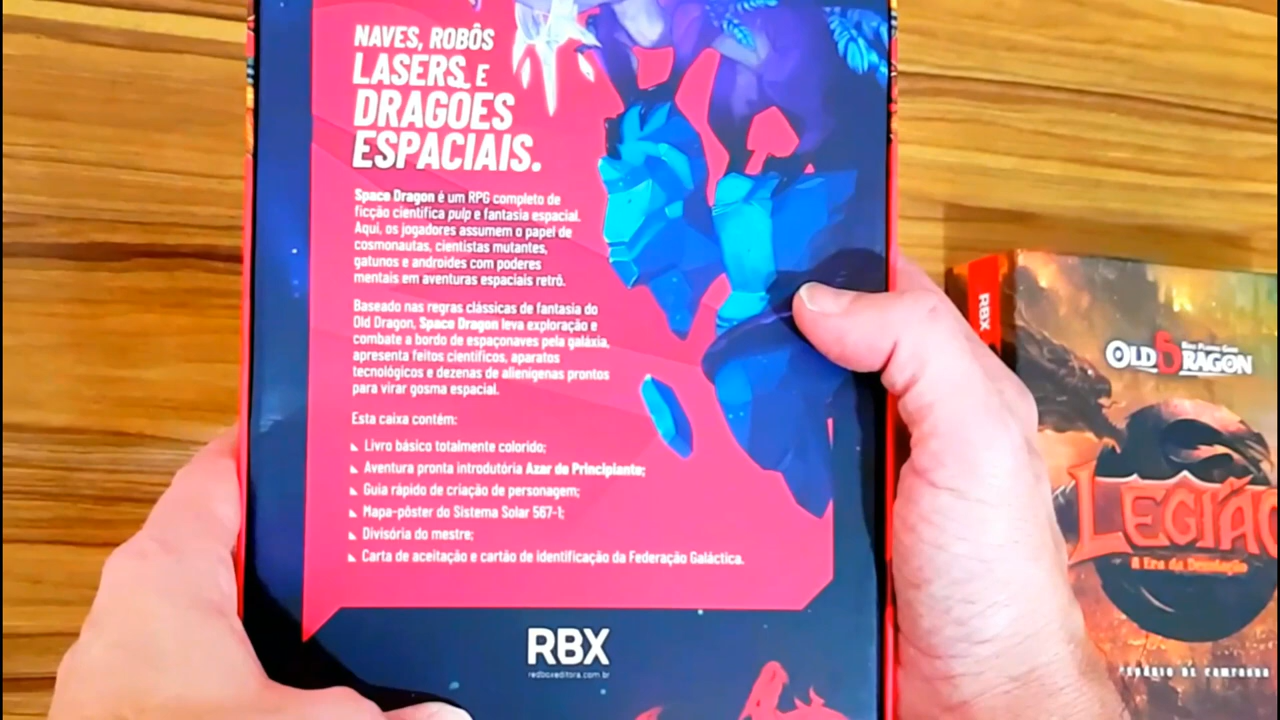 NAVES, ROBÔS
LASERS, E
DRAGÕES
ESPACIAIS.
Space Dragon é um RPG completo de
ficção científica pulp e fantasia espacial.
Aqui, os jogadores assumem o papel de
cosmonautas, cientistas mutantes,
gatunos e androides com poderes
mentais em aventuras espaciais retrô.
Baseado nas regras clássicas de fantasia do
Old Dragon, Space Dragon leva exploração e
combate a bordo de espaçonaves pela galáxia,
apresenta feitos científicos, aparatos
tecnológicos e dezenas de alienígenas prontos
para virar gosma espacial.
Esta caixa contém:
Livro básico totalmente colorido;
Aventura pronta introdutória Azar de Principiante;
Guia rápido de criação de personagem;
Mapa-pôster do Sistema Solar 567-1;
Divisória do mestre;
Carta de aceitação e cartão de identificação da Federação Galáctica.
RBX
redboxeditora.com.br
RBX
OLD DRAGON
LEGIÃO
A Era da Desolação